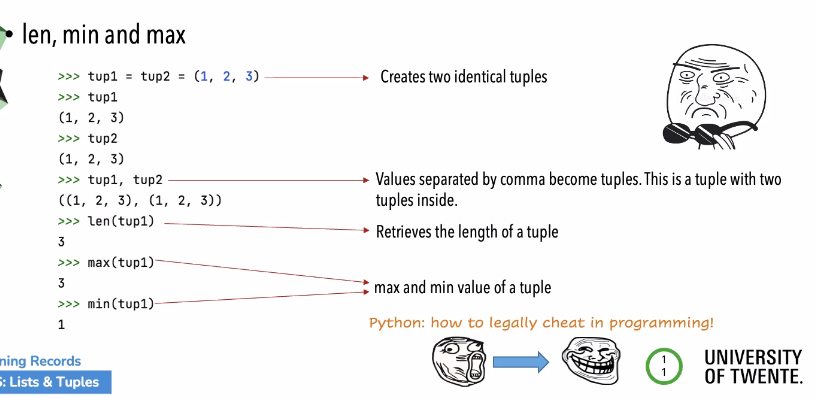 • len, min and max
>>> tup1 = tup2 = (1, 2, 3)
Creates two identical tuples
>>> tup1
(1, 2, 3)
>>> tup2
(1, 2, 3)
>>> tup1, tup2
Values separated by comma become tuples. This is a tuple with two
tuples inside.
((1, 2, 3), (1, 2, 3))
>>> len(tup1)
Retrieves the length of a tuple
3
>>> max(tup1)
3
max and min value of a tuple
>>> min(tup1)
1
Python: how to legally cheat in programming!
ning Records
: Lists & Tuples
1
1
UNIVERSITY
OF TWENTE.